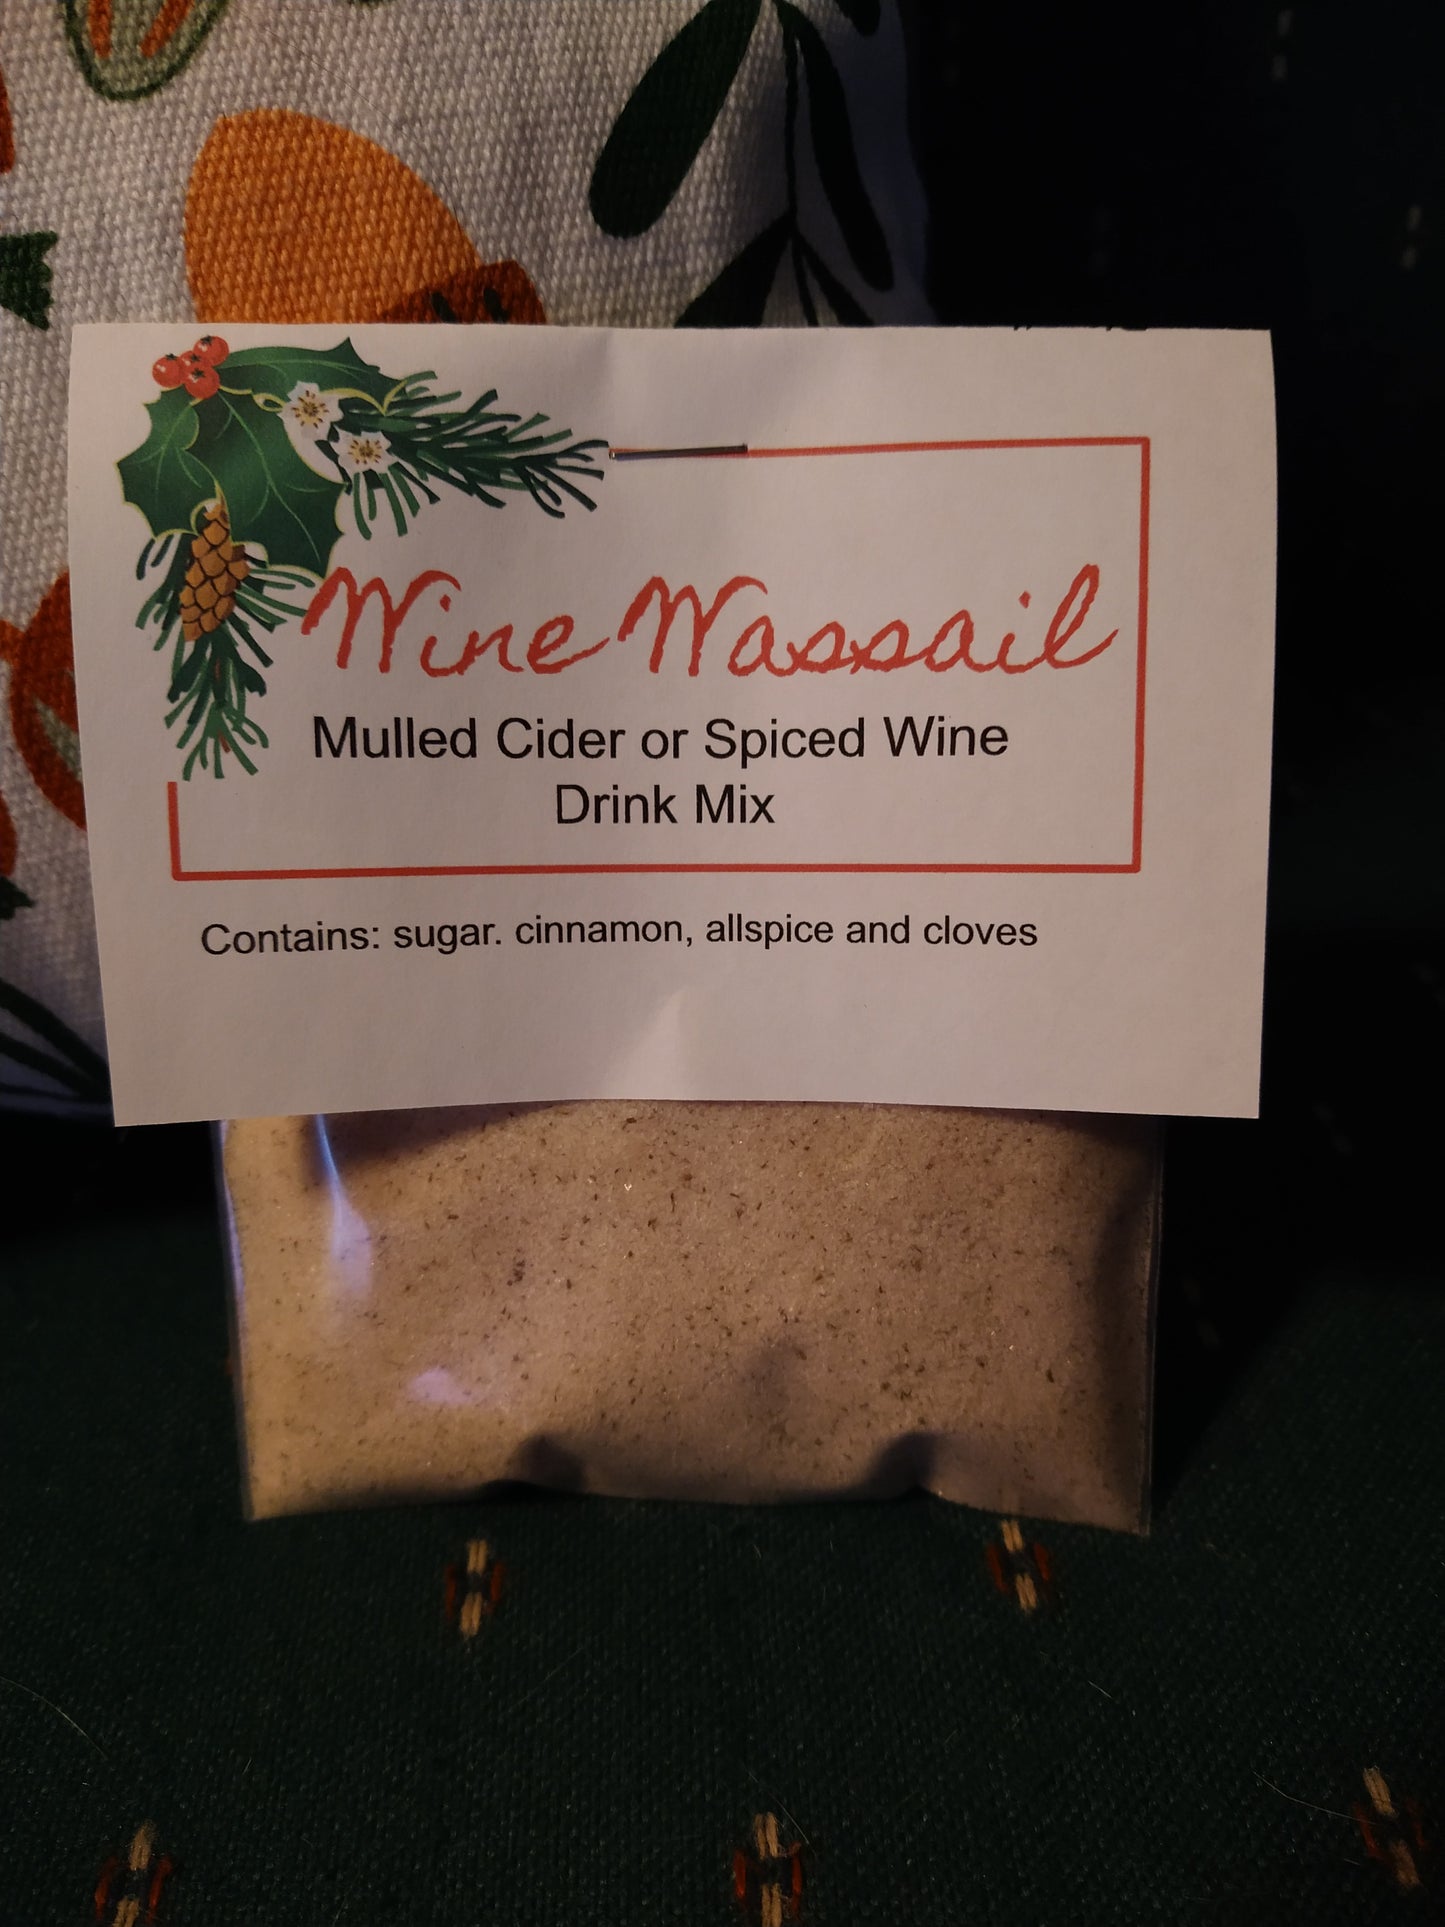 Wine Wassail
Mulled Cider or Spiced Wine
Drink Mix
Contains: sugar. cinnamon, allspice and cloves